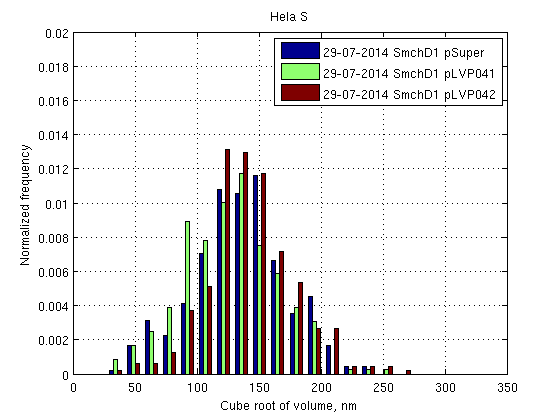 Hela S
29-07-2014 SmchD1 pSuper
29-07-2014 SmchD1 pLVP041
29-07-2014 SmchD1 pLVP042
Normalized frequency
0.02
0.018
0.016
0.014
0.012
0.01
0.008
0.006
0.004
0.002
0
0 50 100 150 200 250 300 350
Cube root of volume, nm